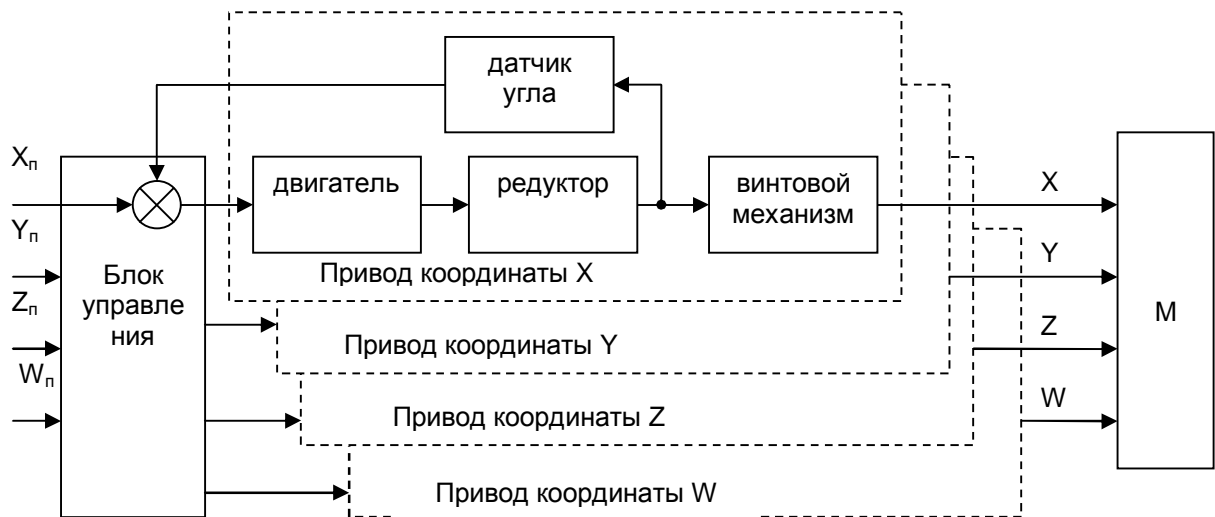 датчик
угла
Xп
двигатель
редуктор
винтовой
механизм
X
Yп
Привод координаты X
Y
Блок
управле
ния
Zп
Привод координаты Y
Z
М
Wп
Привод координаты Z
W
Привод координаты W